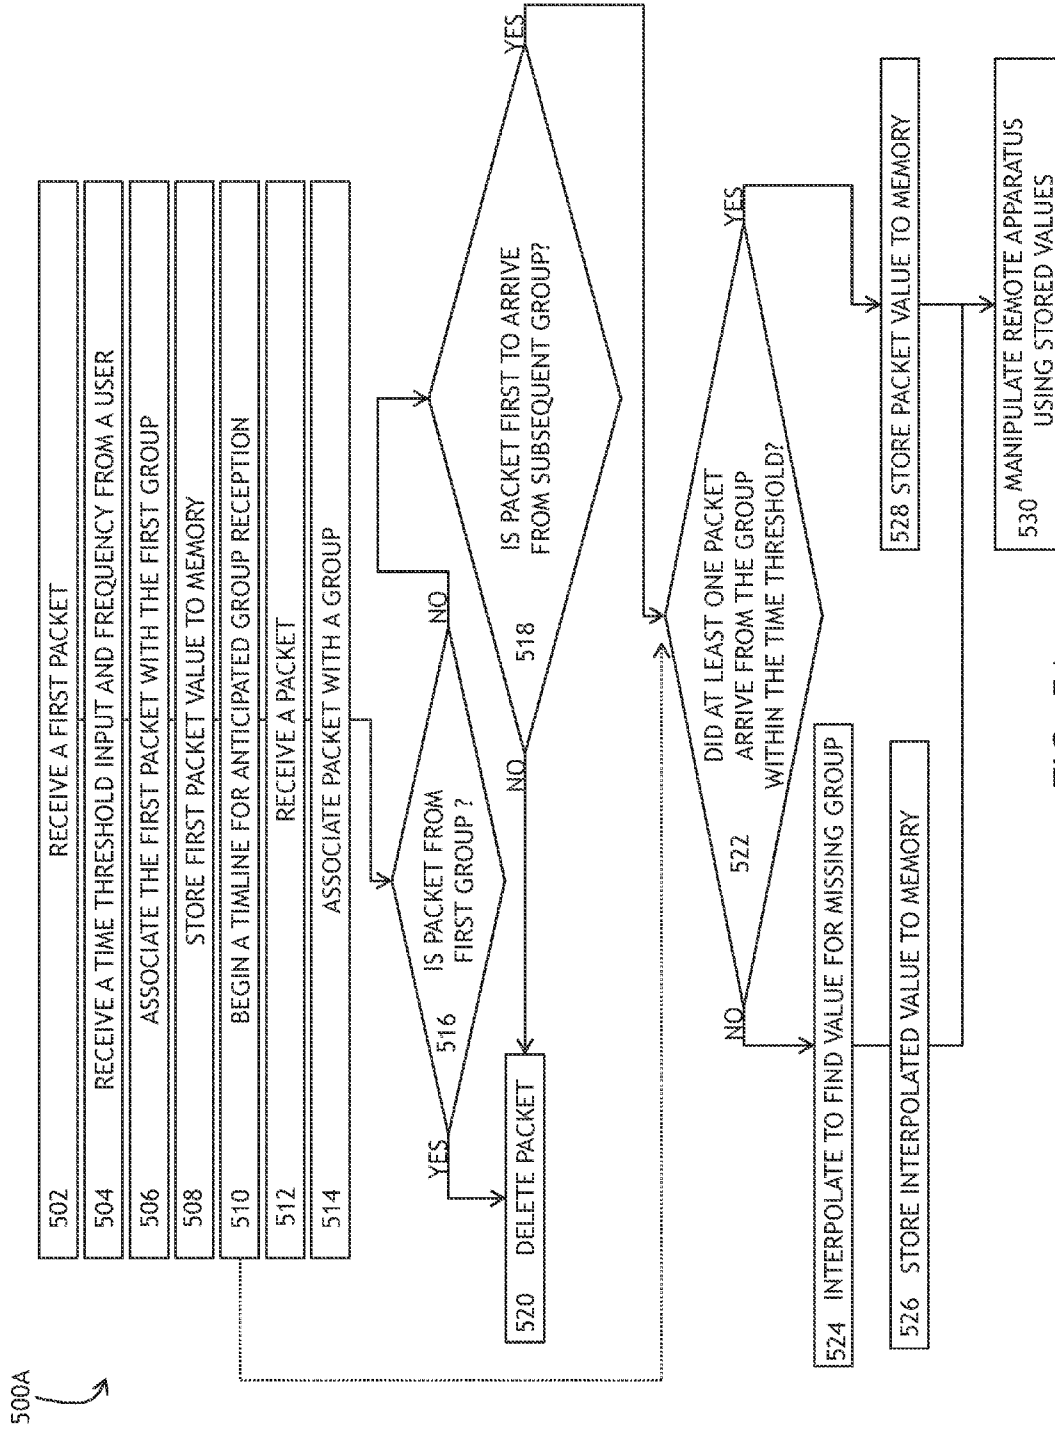 500A
502 RECEIVE A FIRST PACKET
504 RECEIVE A TIME THRESHOLD INPUT AND FREQUENCY FROM A USER
506 ASSOCIATE THE FIRST PACKET WITH THE FIRST GROUP
508 STORE FIRST PACKET VALUE TO MEMORY
510 BEGIN A TIMLINE FOR ANTICIPATED GROUP RECEPTION
512 RECEIVE A PACKET
514 ASSOCIATE PACKET WITH A GROUP
YES
516
IS PACKET FROM
FIRST GROUP ?
NO
520 DELETE PACKET
NO
518
IS PACKET FIRST TO ARRIVE
FROM SUBSEQUENT GROUP?
YES
NO
522
DID AT LEAST ONE PACKET
ARRIVE FROM THE GROUP
WITHIN THE TIME THRESHOLD?
YES
524 INTERPOLATE TO FIND VALUE FOR MISSING GROUP
526 STORE INTERPOLATED VALUE TO MEMORY
528 STORE PACKET VALUE TO MEMORY
530 MANIPULATE REMOTE APPARATUS
USING STORED VALUES